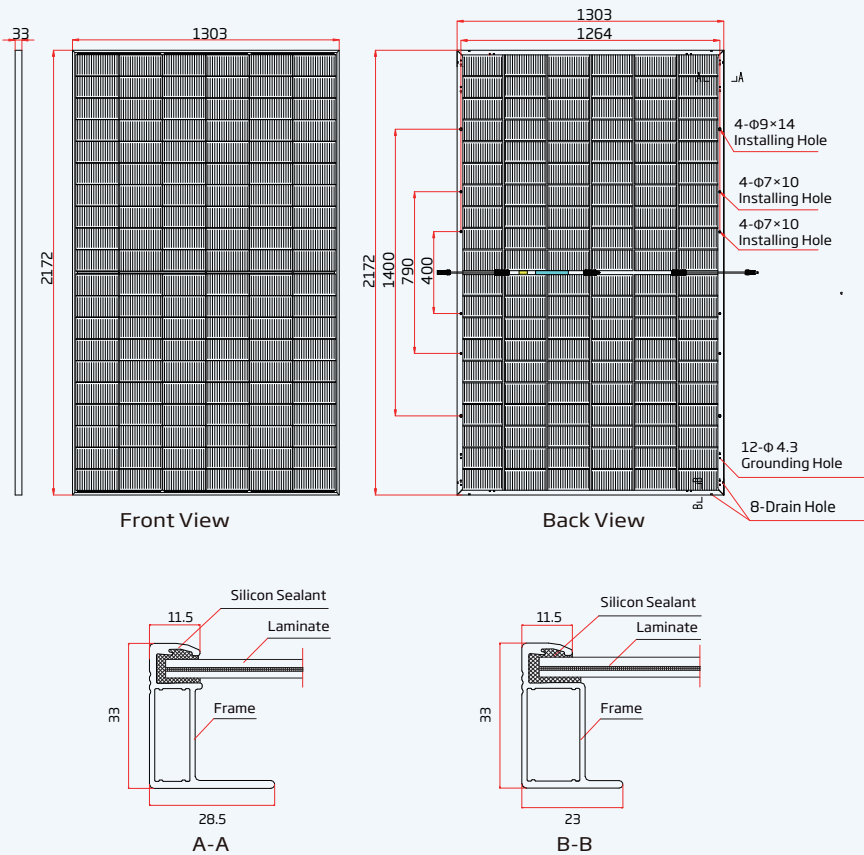 33
1303
2172
Front View
1303
1264
2172
1400
790
400
A
A
4-Φ9×14
Installing Hole
4-Φ7×10
Installing Hole
4-Φ7×10
Installing Hole
12-Φ 4.3
Grounding Hole
8-Drain Hole
B
B
Back View
Silicon Sealant
11.5
Laminate
Frame
33
28.5
A-A
Silicon Sealant
11.5
Laminate
Frame
33
23
B-B